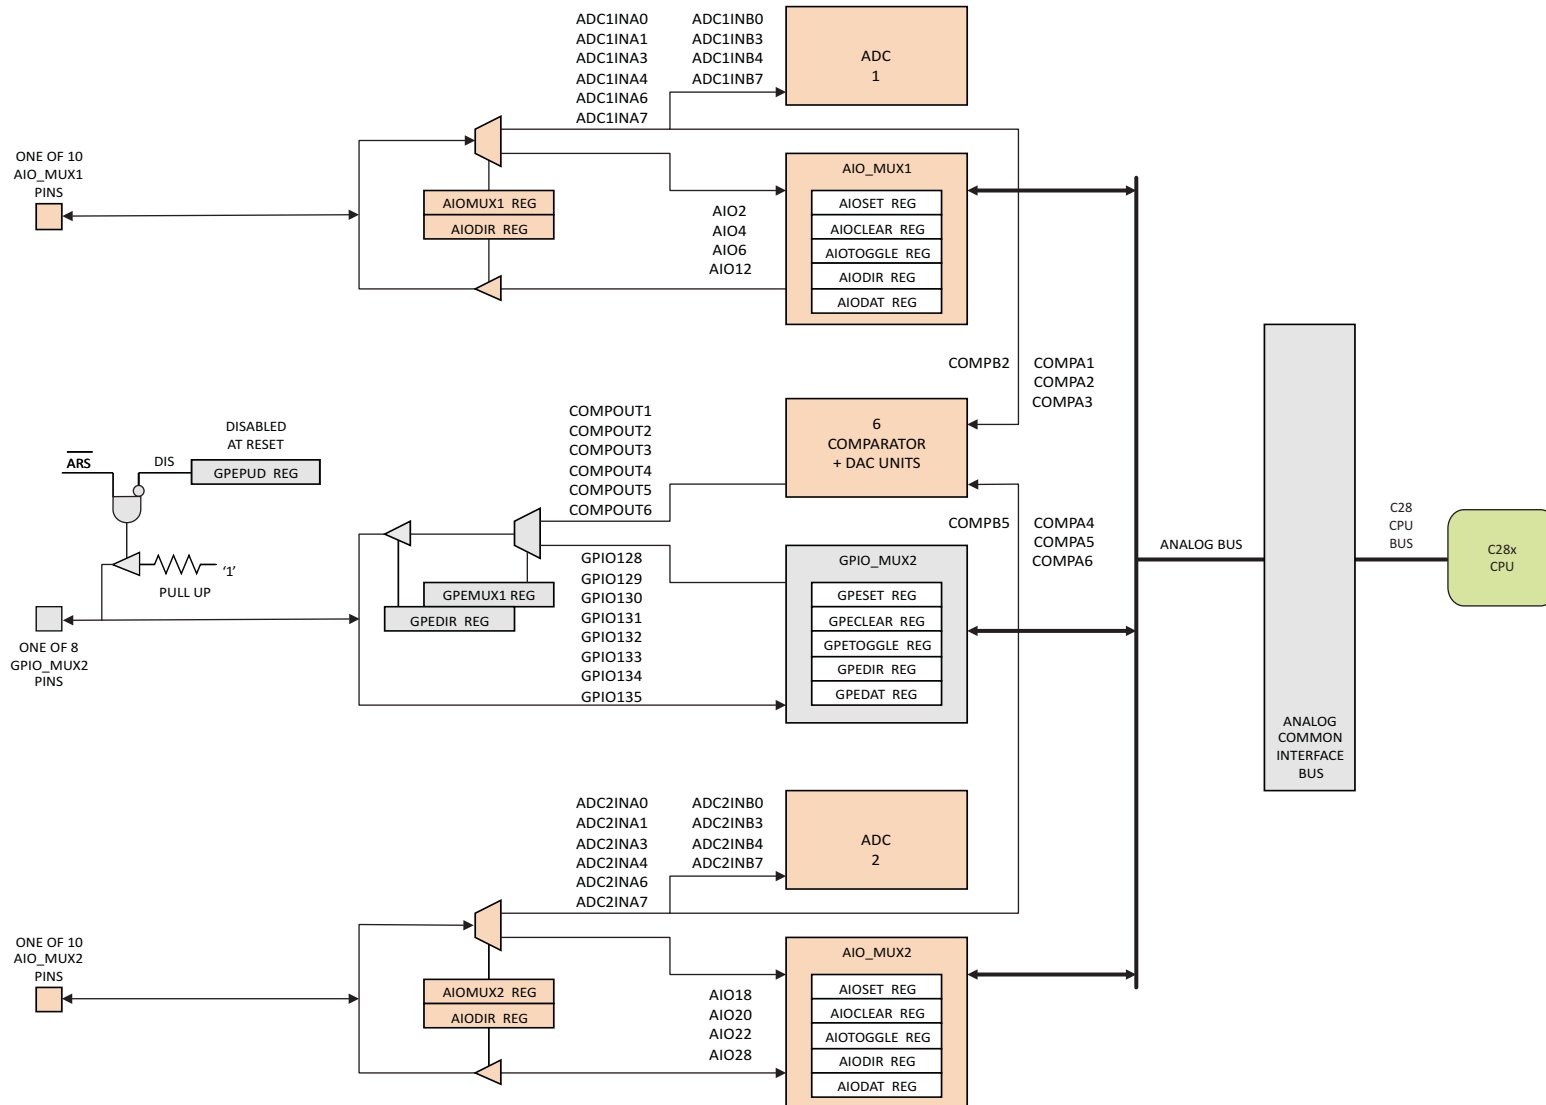 ADC1INA0
ADC1INA1
ADC1INA3
ADC1INA4
ADC1INA6
ADC1INA7
ADC1INB0
ADC1INB3
ADC1INB4
ADC1INB7
ADC
1
ONE OF 10
AIO_MUX1
PINS
AIOMUX1 REG
AIODIR REG
AIO2
AIO4
AIO6
AIO12
AIO_MUX1
AIOSET REG
AIOCLEAR REG
AIOTOGGLE REG
AIODIR REG
AIODAT REG
COMPB2
COMPA1
COMPA2
COMPA3
DISABLED
AT RESET
ARS
DIS
GPEPUD REG
COMPOUT1
COMPOUT2
COMPOUT3
COMPOUT4
COMPOUT5
COMPOUT6
6
COMPARATOR
+ DAC UNITS
COMPB5
COMPA4
COMPA5
COMPA6
'1'
PULL UP
ONE OF 8
GPIO_MUX2
PINS
GPEMUX1 REG
GPEDIR REG
GPIO128
GPIO129
GPIO130
GPIO131
GPIO132
GPIO133
GPIO134
GPIO135
GPIO_MUX2
GPESET REG
GPECLEAR REG
GPETOGGLE REG
GPEDIR REG
GPEDAT REG
ANALOG BUS
ANALOG
COMMON
INTERFACE
BUS
C28
CPU
BUS
C28x
CPU
ADC2INA0
ADC2INA1
ADC2INA3
ADC2INA4
ADC2INA6
ADC2INA7
ADC2INB0
ADC2INB3
ADC2INB4
ADC2INB7
ADC
2
ONE OF 10
AIO_MUX2
PINS
AIOMUX2 REG
AIODIR REG
AIO18
AIO20
AIO22
AIO28
AIO_MUX2
AIOSET REG
AIOCLEAR REG
AIOTOGGLE REG
AIODIR REG
AIODAT REG